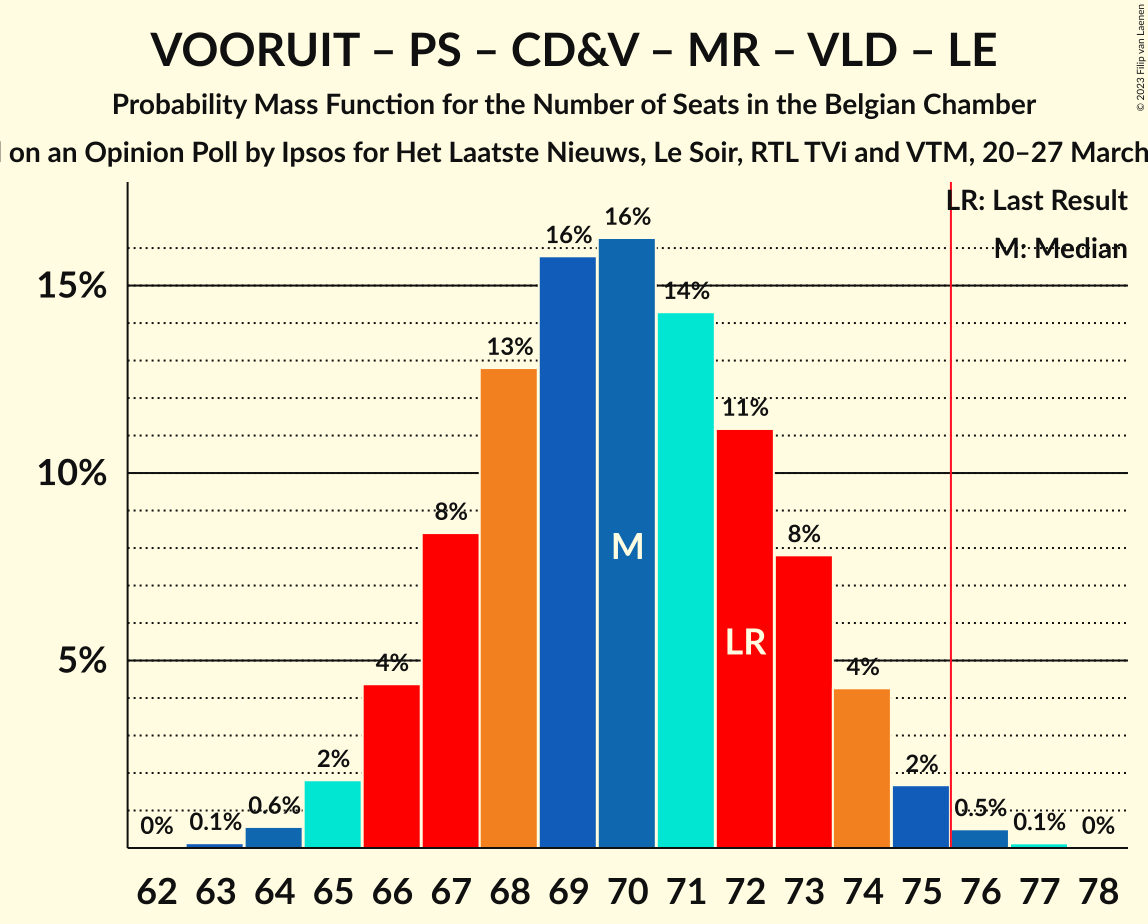 VOORUIT – PS – CD&V – MR – VLD – LE
Probability Mass Function for the Number of Seats in the Belgian Chamber
on an Opinion Poll by Ipsos for Het Laatste Nieuws, Le Soir, RTL TVi and VTM, 20–27 March
© 2023 Filip van Laenen
LR: Last Result
M: Median
15%
10%
5%
0% 0.1% 0.6% 2% 4% 8% 13% 16% 16% 14% 11% 8% 4% 2% 0.5% 0.1% 0%
M
LR
62 63 64 65 66 67 68 69 70 71 72 73 74 75 76 77 78